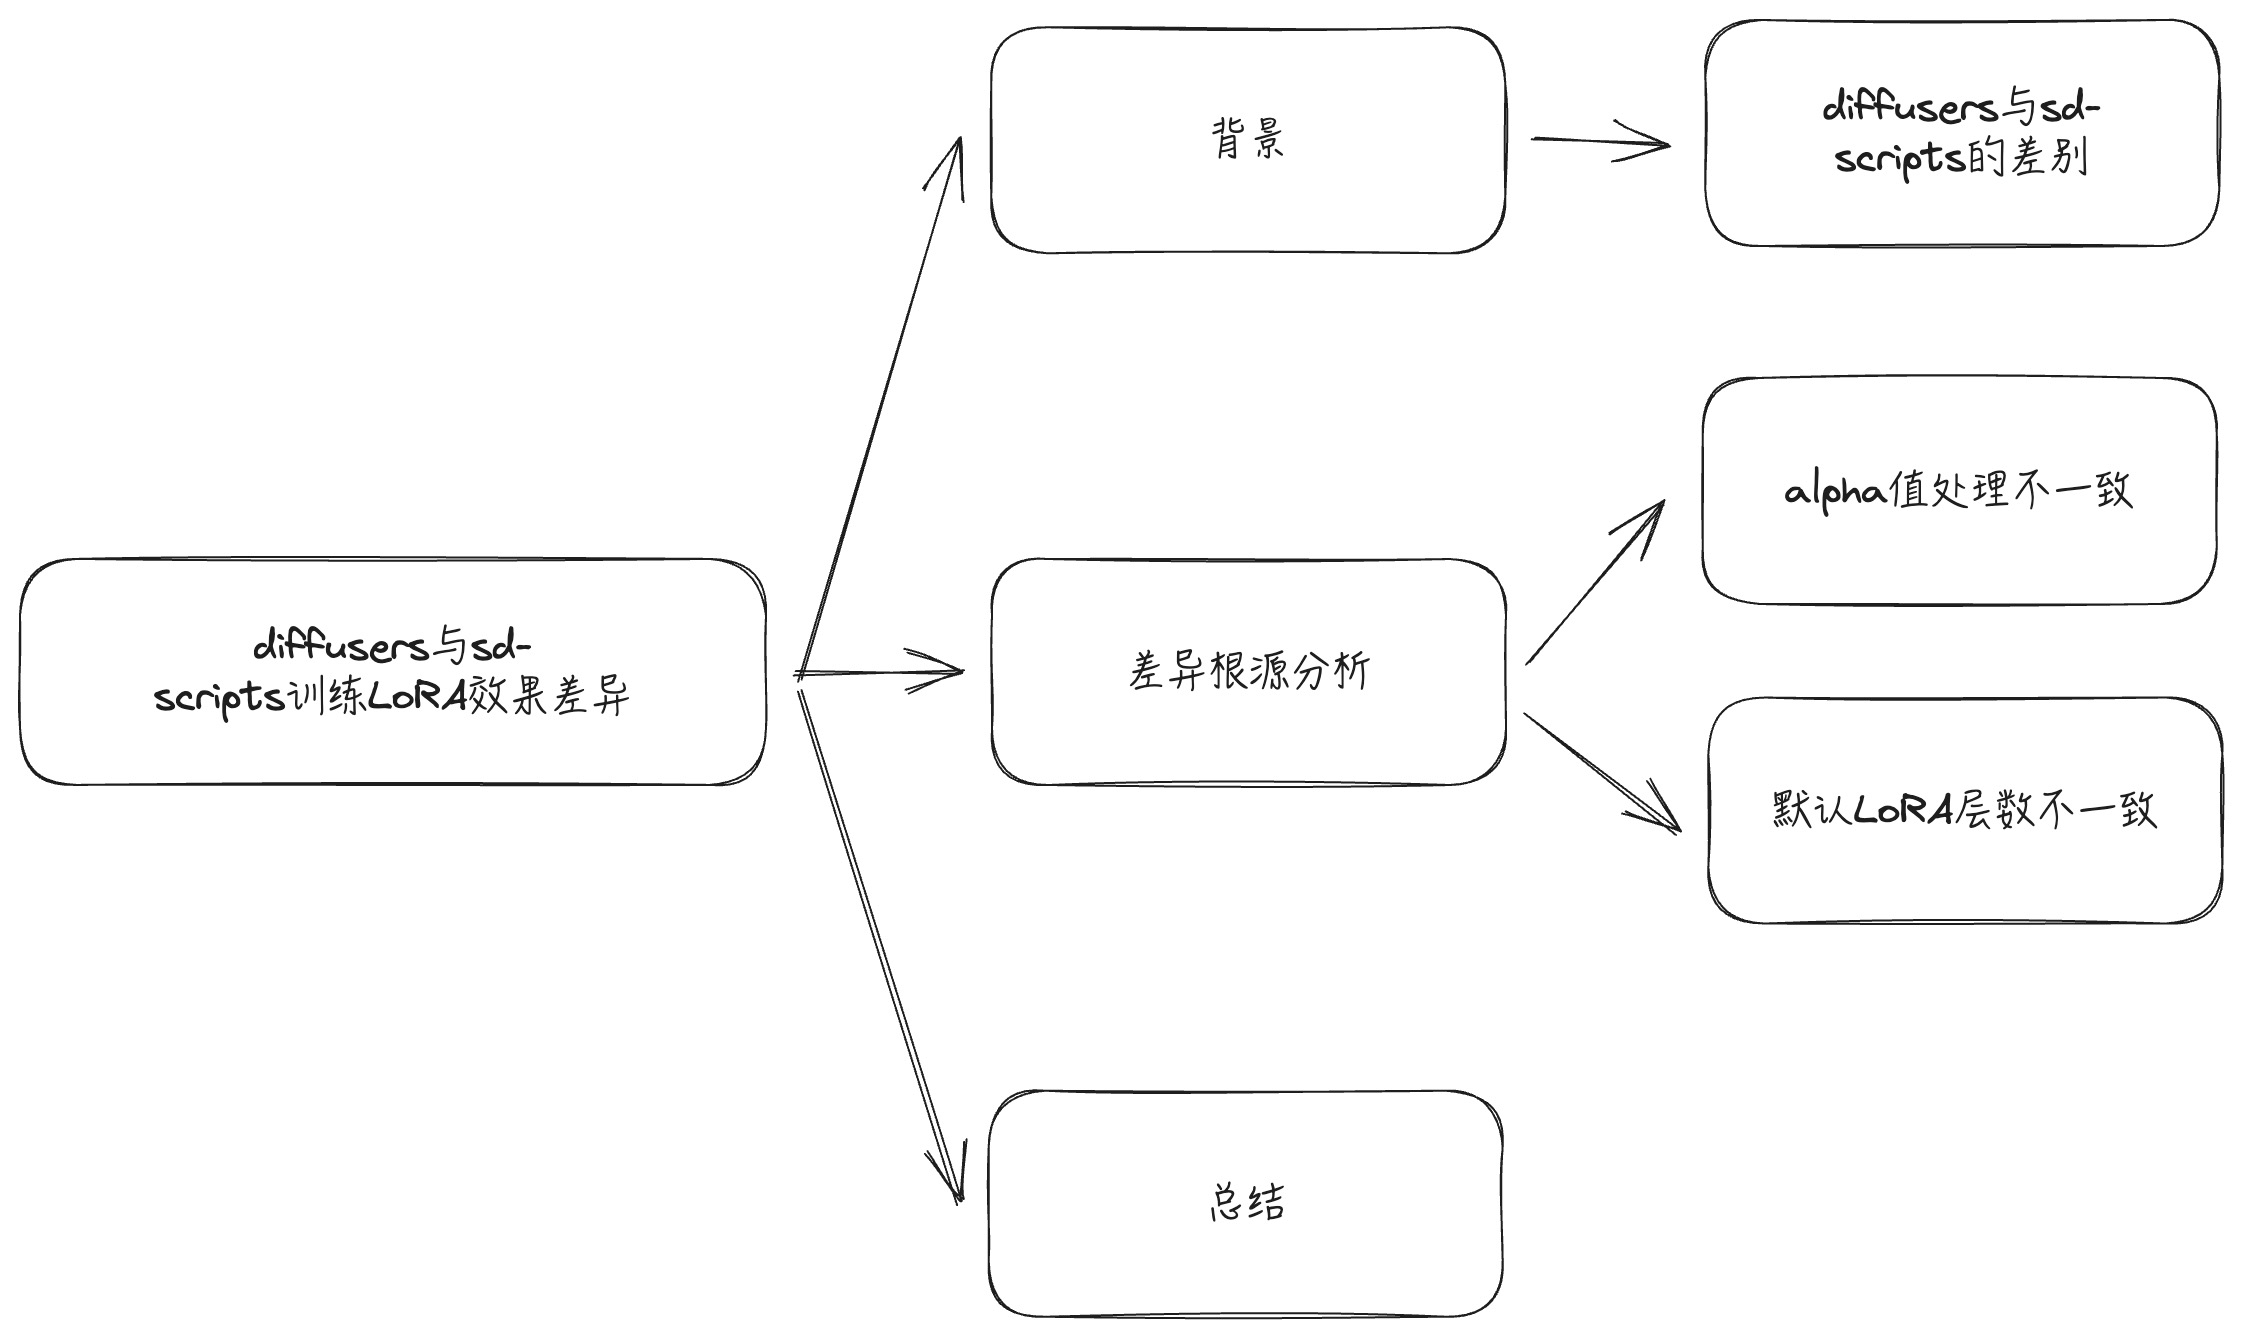 背景
diffusers与sd-
scripts的差别
diffusers与sd-
scripts训练LoRA效果差异
差异根源分析
alpha值处理不一致
默认LoRA层数不一致
总结